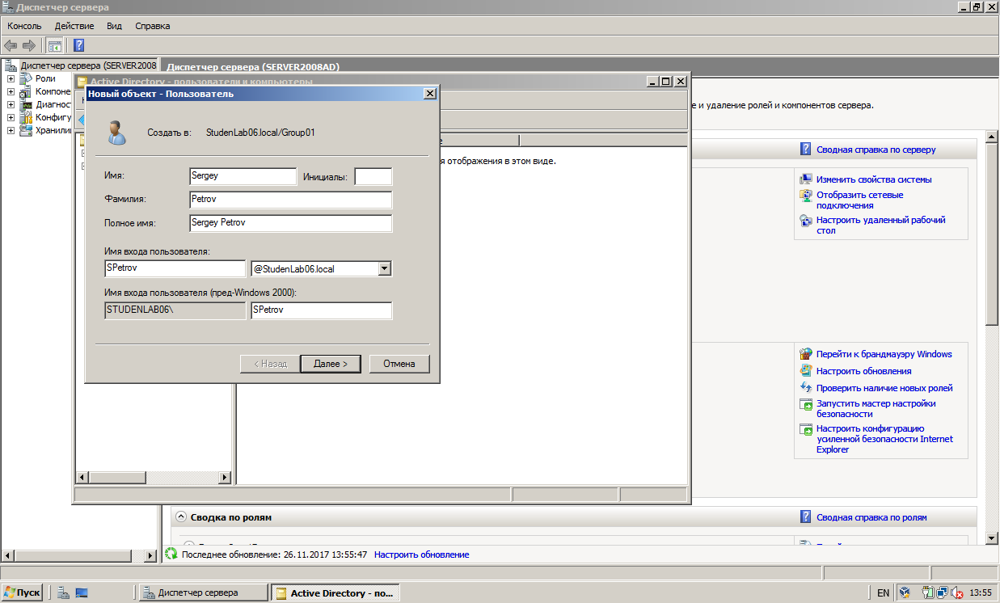 Диспетчер сервера
Консоль Действие Вид Справка
Диспетчер сервера (SERVER2008
Роли
Диспетчер сервера (SERVER2008AD)
е и удаление ролей и компонентов сервера.
Active Directory - пользователи и компьютеры
Новый объект - Пользователь
Создать в: StudenLab06.local/Group01
Имя: Sergey Инициалы:
Фамилия: Petrov
Полное имя: Sergey Petrov
Имя входа пользователя:
SPetrov @StudenLab06.local
Имя входа пользователя (пред-Windows 2000):
STUDENLAB06\ SPetrov
< Назад Далее > Отмена
я отображения в этом виде.
Сводная справка по серверу
Изменить свойства системы
Отобразить сетевые
подключения
Настроить удаленный рабочий
стол
Перейти к брандмауэру Windows
Настроить обновления
Проверить наличие новых ролей
Запустить мастер настройки
безопасности
Настроить конфигурацию
усиленной безопасности Internet
Explorer
Сводка по ролям
Сводная справка по ролям
Последнее обновление: 26.11.2017 13:55:47 Настроить обновление
Пуск Диспетчер сервера Active Directory - по... EN 13:55